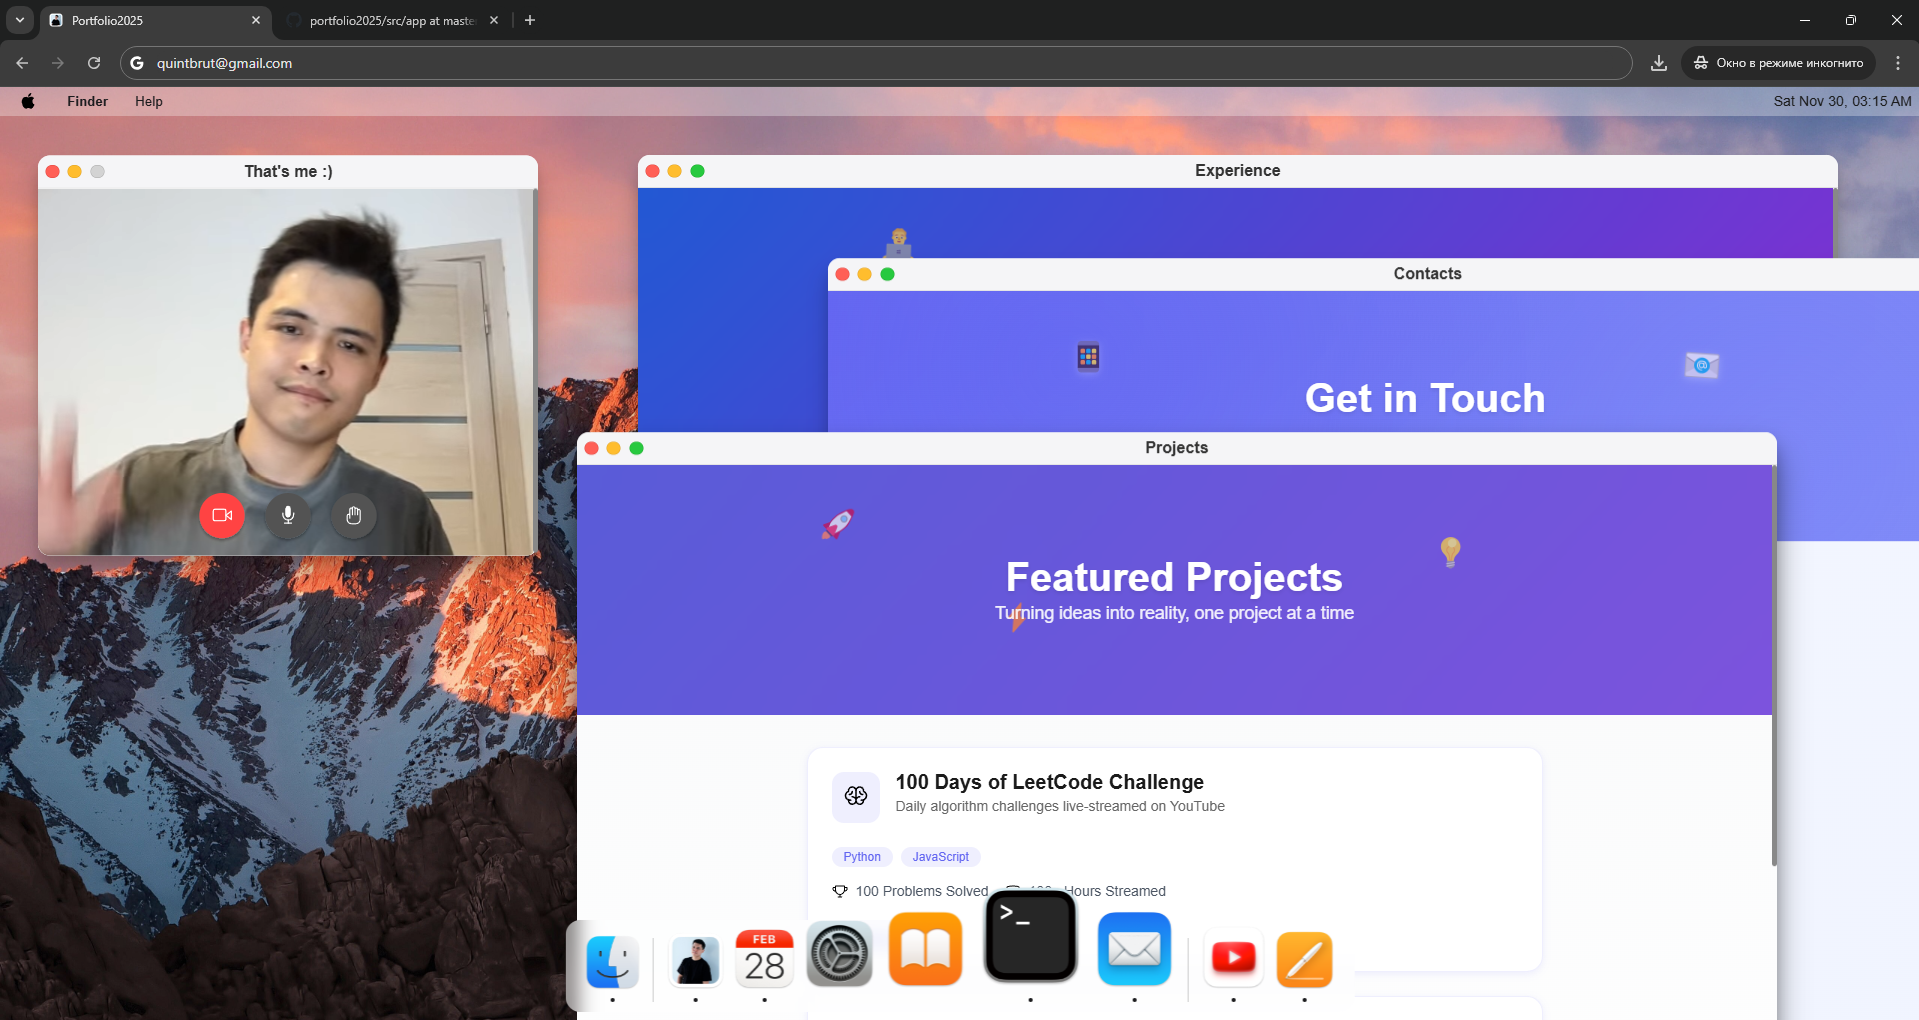 Portfolio2025
portfolio2025/src/app at maste
quintbrut@gmail.com
Окно в режиме инкогнито
Finder
Help
Sat Nov 30, 03:15 AM
That's me :)
Experience
Contacts
Get in Touch
Projects
Featured Projects
Turning ideas into reality, one project at a time
100 Days of LeetCode Challenge
Daily algorithm challenges live-streamed on YouTube
Python
JavaScript
100 Problems Solved
Hours Streamed
>_
FEB
28